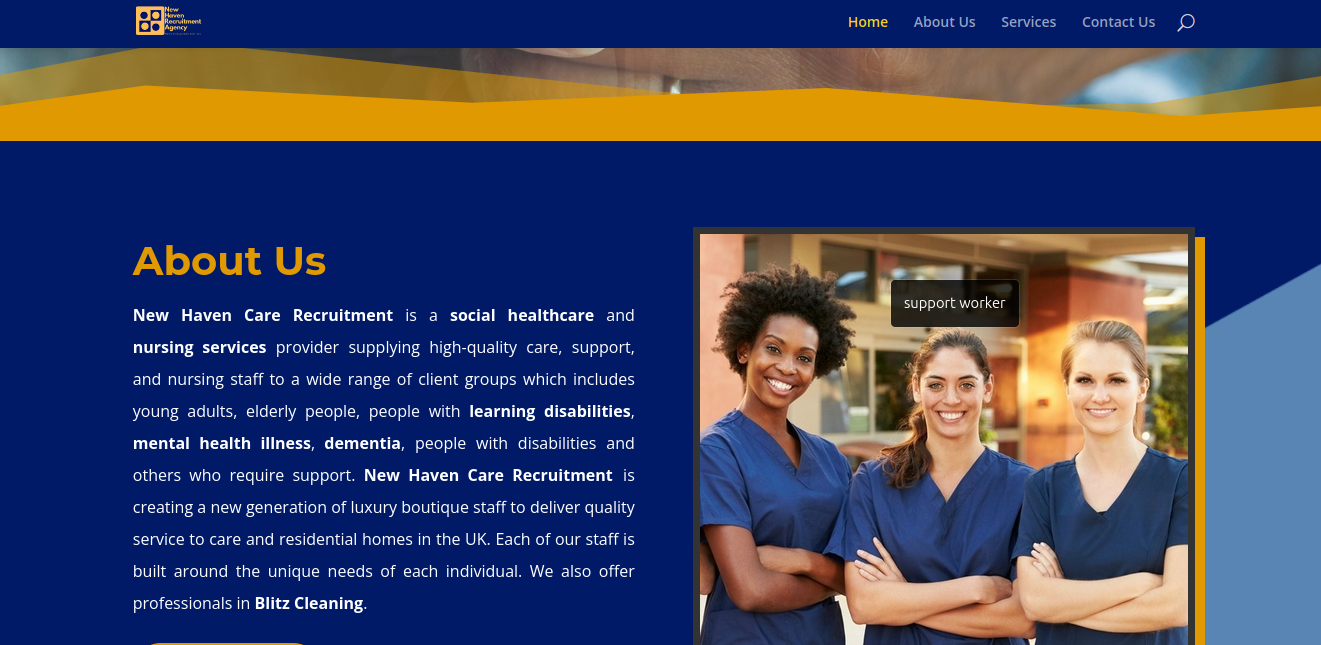 New
Haven
Recruitment
Agency
Home
About Us
Services
Contact Us
About Us
New Haven Care Recruitment is a social healthcare and
nursing services provider supplying high-quality care, support,
and nursing staff to a wide range of client groups which includes
young adults, elderly people, people with learning disabilities,
mental health illness, dementia, people with disabilities and
others who require support. New Haven Care Recruitment is
creating a new generation of luxury boutique staff to deliver quality
service to care and residential homes in the UK. Each of our staff is
built around the unique needs of each individual. We also offer
professionals in Blitz Cleaning.
support worker